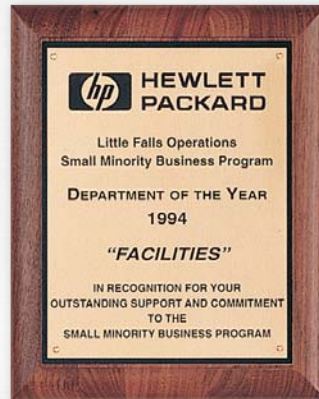 hp HEWLETT
PACKARD
Little Falls Operations
Small Minority Business Program
DEPARTMENT OF THE YEAR
1994
"FACILITIES"
IN RECOGNITION FOR YOUR
OUTSTANDING SUPPORT AND COMMITMENT
TO THE
SMALL MINORITY BUSINESS PROGRAM